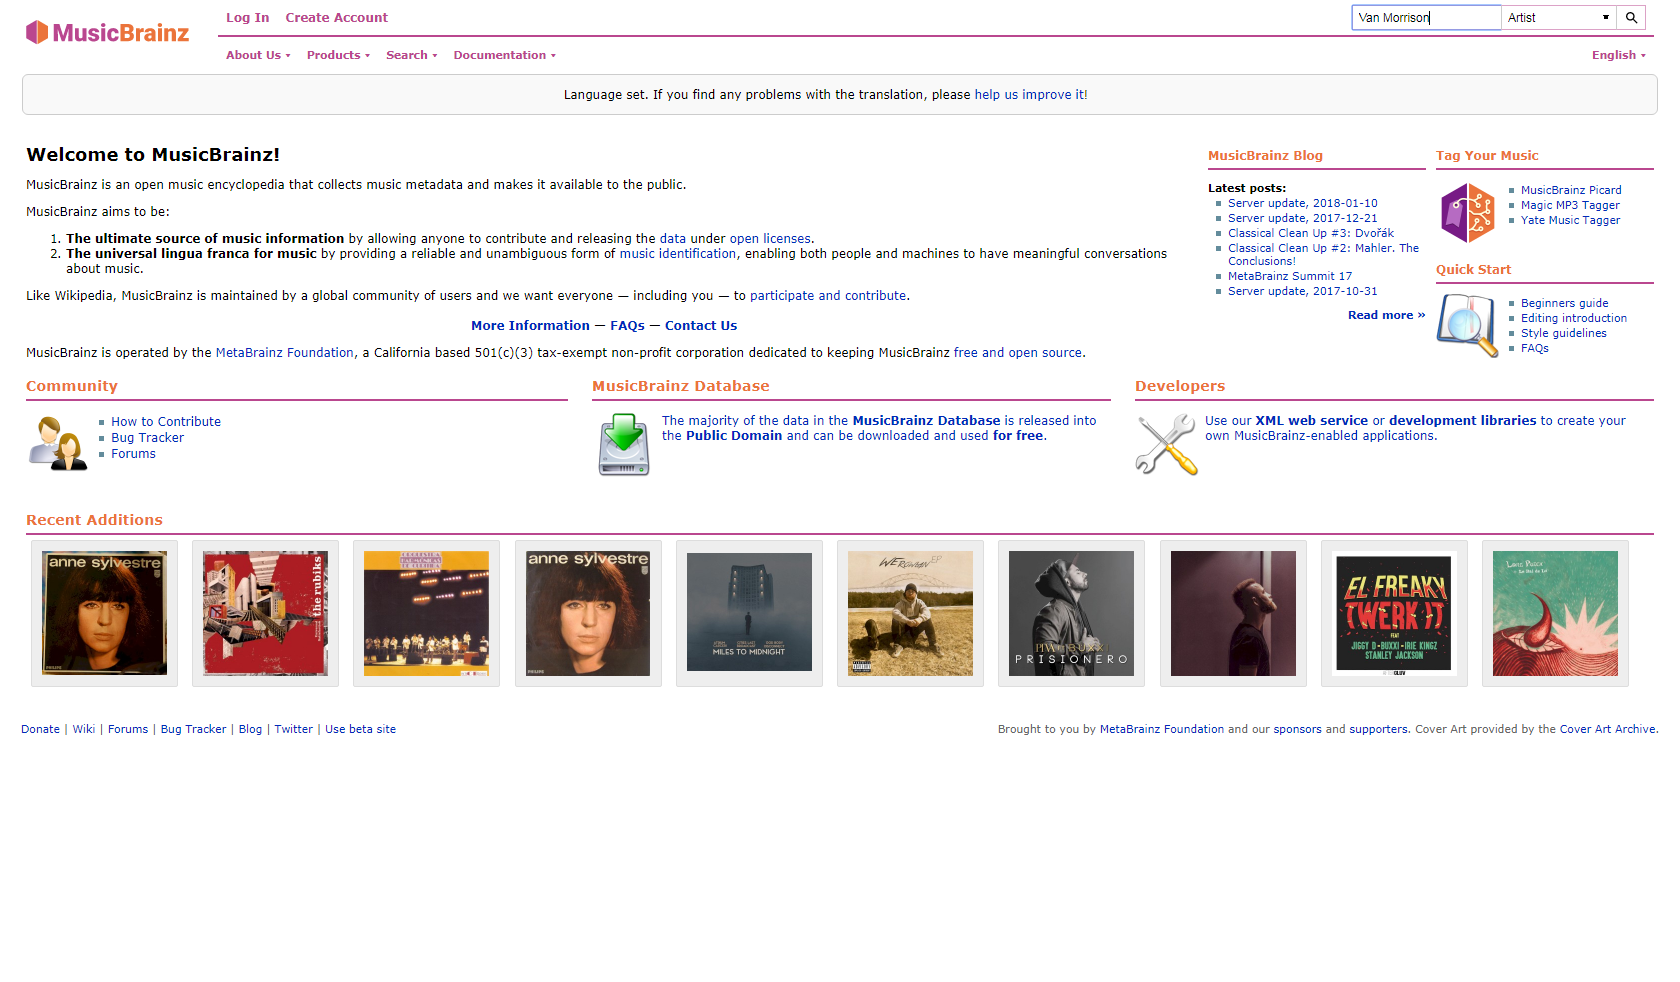 MusicBrainz
Log In Create Account
Van Morrison Artist
About Us Products Search Documentation English
Language set. If you find any problems with the translation, please help us improve it!
Welcome to MusicBrainz!
MusicBrainz is an open music encyclopedia that collects music metadata and makes it available to the public.
MusicBrainz aims to be:
1. The ultimate source of music information by allowing anyone to contribute and releasing the data under open licenses.
2. The universal lingua franca for music by providing a reliable and unambiguous form of music identification, enabling both people and machines to have meaningful conversations
about music.
Like Wikipedia, MusicBrainz is maintained by a global community of users and we want everyone — including you — to participate and contribute.
More Information — FAQs — Contact Us
MusicBrainz is operated by the MetaBrainz Foundation, a California based 501(c)(3) tax-exempt non-profit corporation dedicated to keeping MusicBrainz free and open source.
MusicBrainz Blog
Latest posts:
Server update, 2018-01-10
Server update, 2017-12-21
Classical Clean Up #3: Dvořák
Classical Clean Up #2: Mahler. The
Conclusions!
MetaBrainz Summit 17
Server update, 2017-10-31
Read more »
Tag Your Music
MusicBrainz Picard
Magic MP3 Tagger
Yate Music Tagger
Quick Start
Beginners guide
Editing introduction
Style guidelines
FAQs
Community
How to Contribute
Bug Tracker
Forums
MusicBrainz Database
The majority of the data in the MusicBrainz Database is released into
the Public Domain and can be downloaded and used for free.
Developers
Use our XML web service or development libraries to create your
own MusicBrainz-enabled applications.
Recent Additions
anne sylvestre
PHILIPS
the rubiks
anne sylvestre
PHILIPS
MILES TO MIDNIGHT
PRISIONERO
EL FREAKY
TWERK IT
FEAT
JIGGY D - BUXXI - IRIE KINGZ
STANLEY JACKSON
Donate | Wiki | Forums | Bug Tracker | Blog | Twitter | Use beta site
Brought to you by MetaBrainz Foundation and our sponsors and supporters. Cover Art provided by the Cover Art Archive.